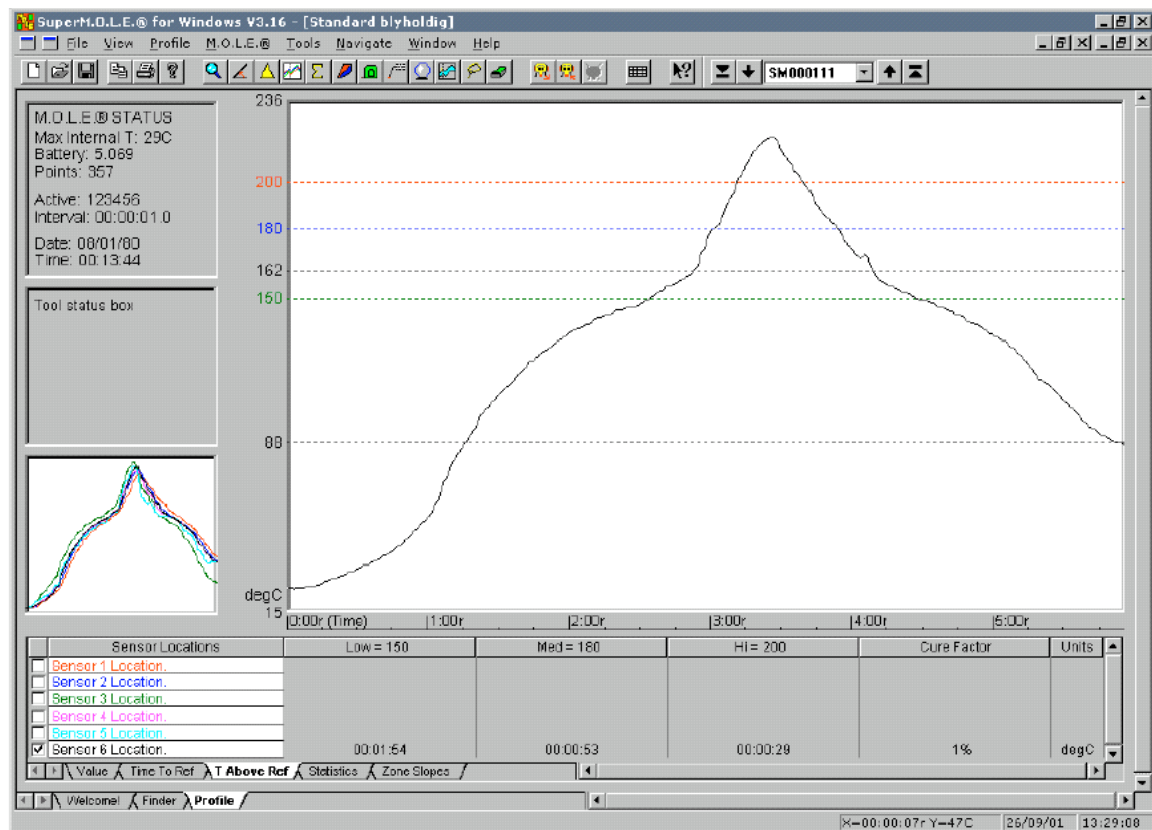 SuperM.O.L.E.® for Windows V3.16 - [Standard blyholdig]
File View Profile M.O.L.E.® Tools Navigate Window Help
SM000111
M.O.L.E.® STATUS
Max Internal T: 29C
Battery: 5.069
Points: 357
Active: 123456
Interval: 00:00:01.0
Date: 08/01/80
Time: 00:13:44
Tool status box
236
200
180
162
150
88
degC
15
0:00r (Time) 1:00r 2:00r 3:00r 4:00r 5:00r
Sensor Locations Low = 150 Med = 180 Hi = 200 Cure Factor Units
Sensor 1 Location.
Sensor 2 Location.
Sensor 3 Location.
Sensor 4 Location.
Sensor 5 Location.
Sensor 6 Location. 00:01:54 00:00:53 00:00:29 1% degC
Value Time To Ref T Above Ref Statistics Zone Slopes
Welcome! Finder Profile
X=00:00:07r Y=47C 26/09/01 13:29:08